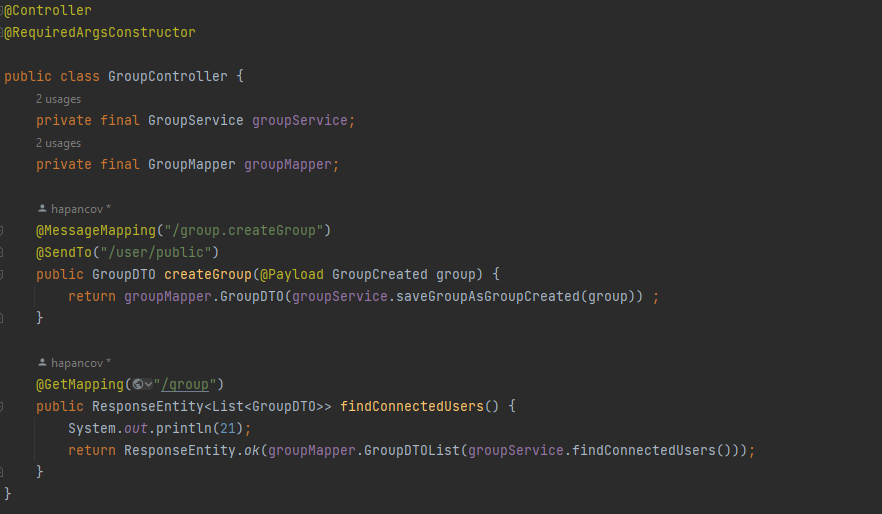 @Controller
@RequiredArgsConstructor
public class GroupController {
2 usages
private final GroupService groupService;
2 usages
private final GroupMapper groupMapper;
hapancov *
@MessageMapping("/group.createGroup")
@SendTo("/user/public")
public GroupDTO createGroup(@Payload GroupCreated group) {
return groupMapper.GroupDTO(groupService.saveGroupAsGroupCreated(group)) ;
}
hapancov *
@GetMapping("/group")
public ResponseEntity<List<GroupDTO>> findConnectedUsers() {
System.out.println(21);
return ResponseEntity.ok(groupMapper.GroupDTOList(groupService.findConnectedUsers()));
}
}